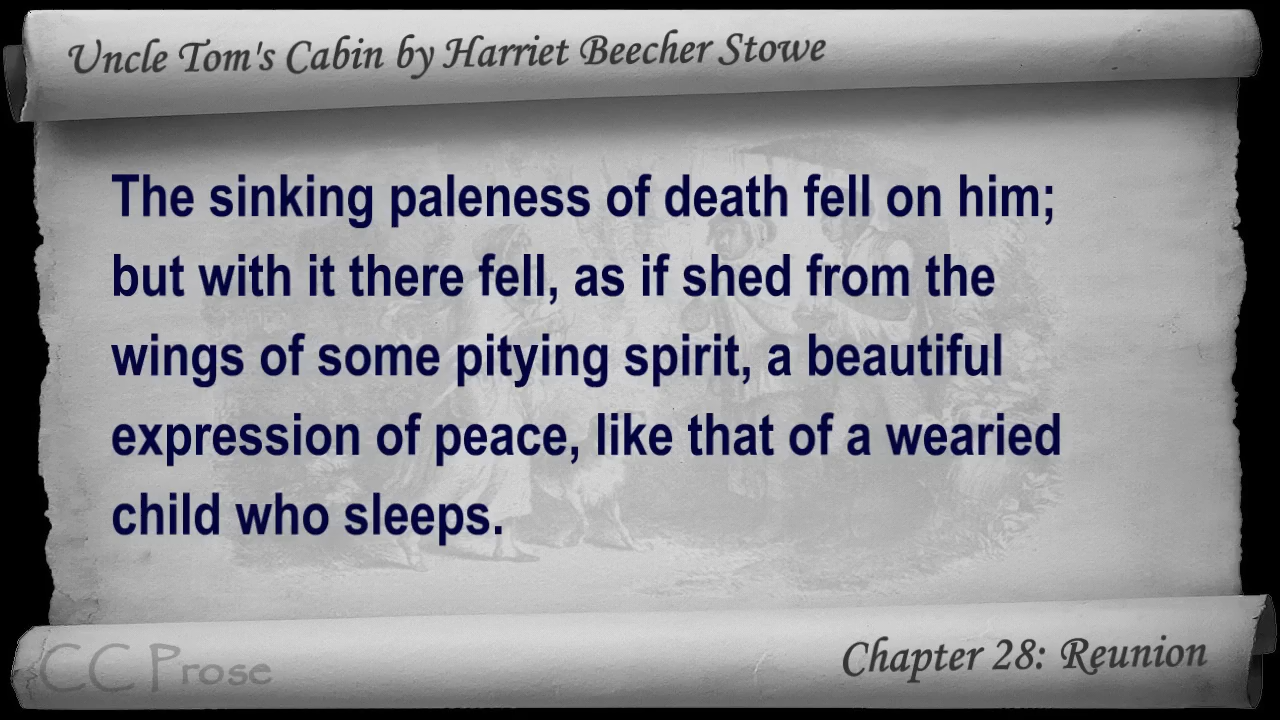 Uncle Tom's Cabin by Harriet Beecher Stowe
The sinking paleness of death fell on him;
but with it there fell, as if shed from the
wings of some pitying spirit, a beautiful
expression of peace, like that of a wearied
child who sleeps.
CC Prose
Chapter 28: Reunion